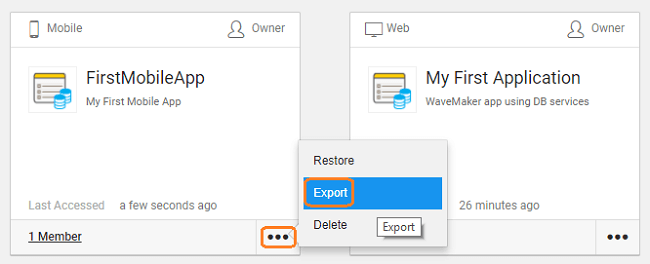 Mobile
Owner
FirstMobileApp
My First Mobile App
Last Accessed a few seconds ago
1 Member
Web
Owner
My First Application
WaveMaker app using DB services
26 minutes ago
Restore
Export
Delete
Export